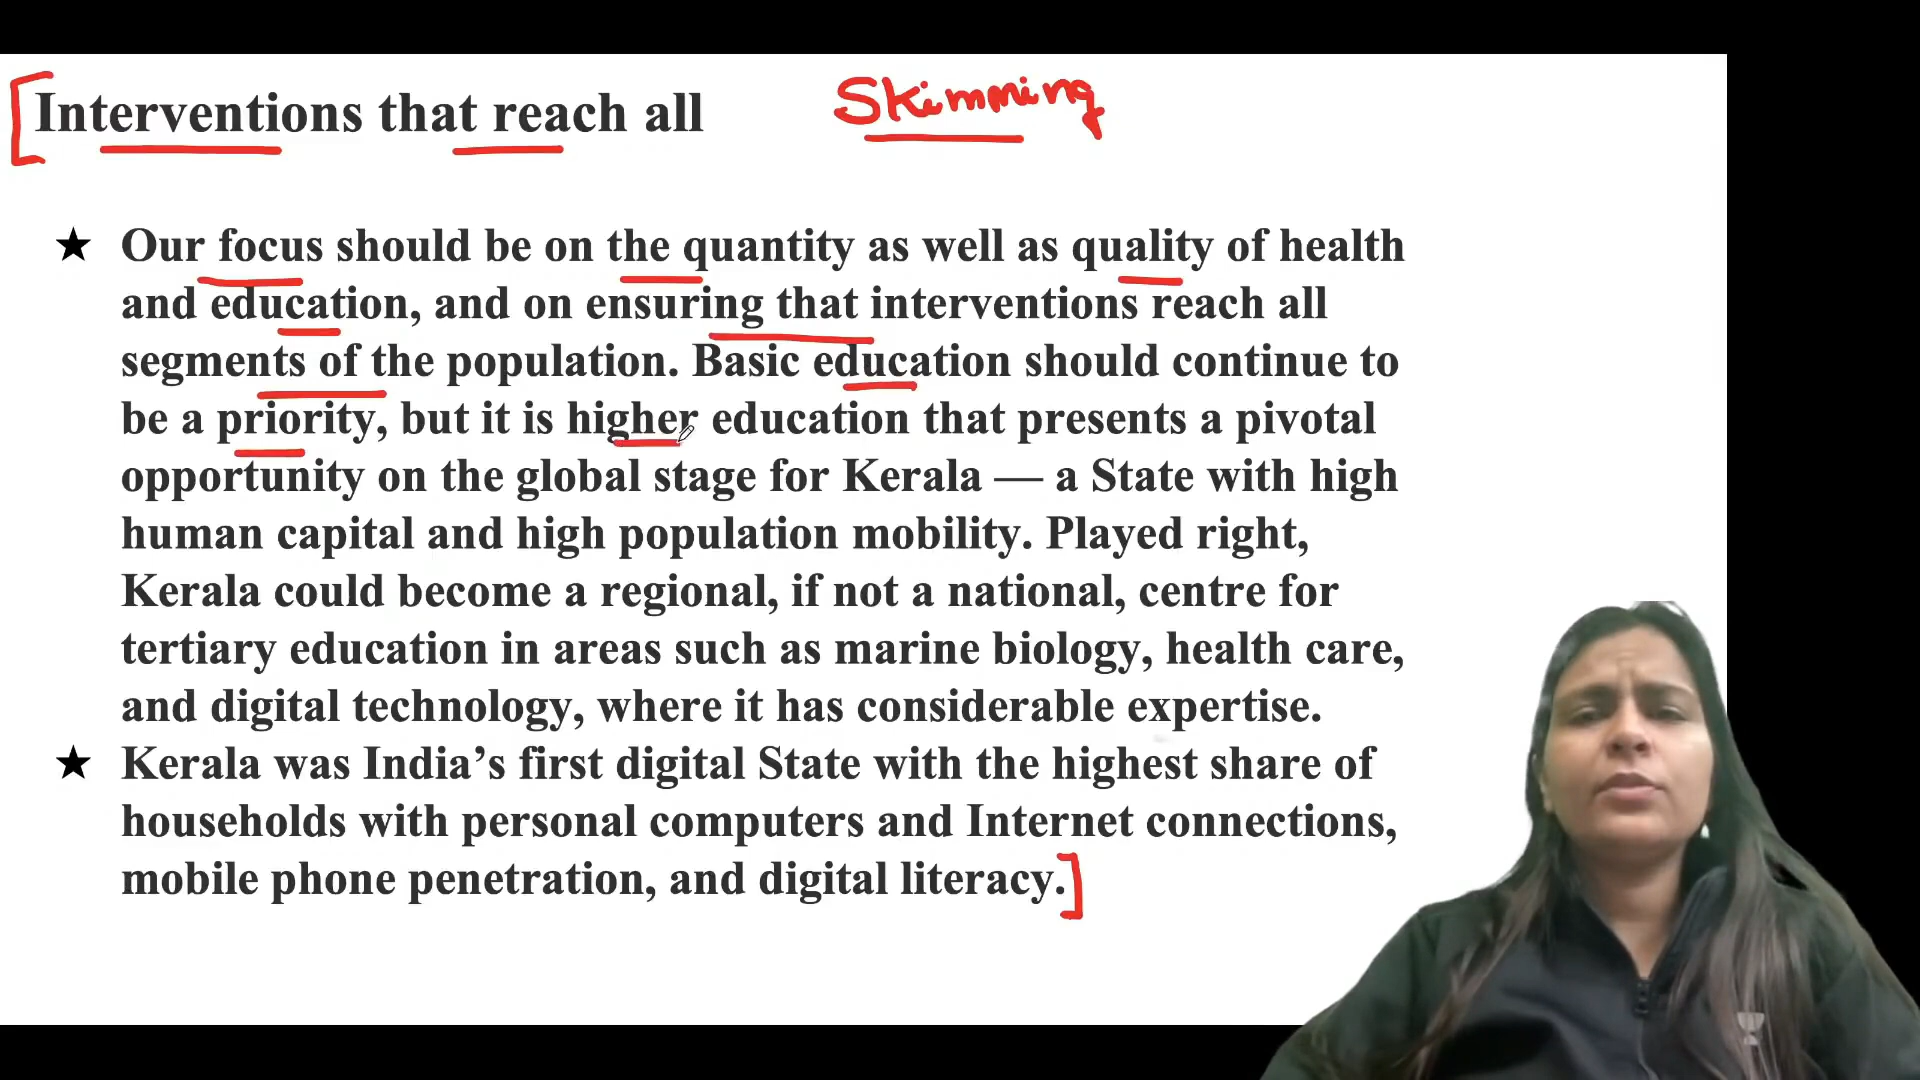 Interventions that reach all
Skimming
★ Our focus should be on the quantity as well as quality of health
and education, and on ensuring that interventions reach all
segments of the population. Basic education should continue to
be a priority, but it is higher education that presents a pivotal
opportunity on the global stage for Kerala — a State with high
human capital and high population mobility. Played right,
Kerala could become a regional, if not a national, centre for
tertiary education in areas such as marine biology, health care,
and digital technology, where it has considerable expertise.
★ Kerala was India’s first digital State with the highest share of
households with personal computers and Internet connections,
mobile phone penetration, and digital literacy.